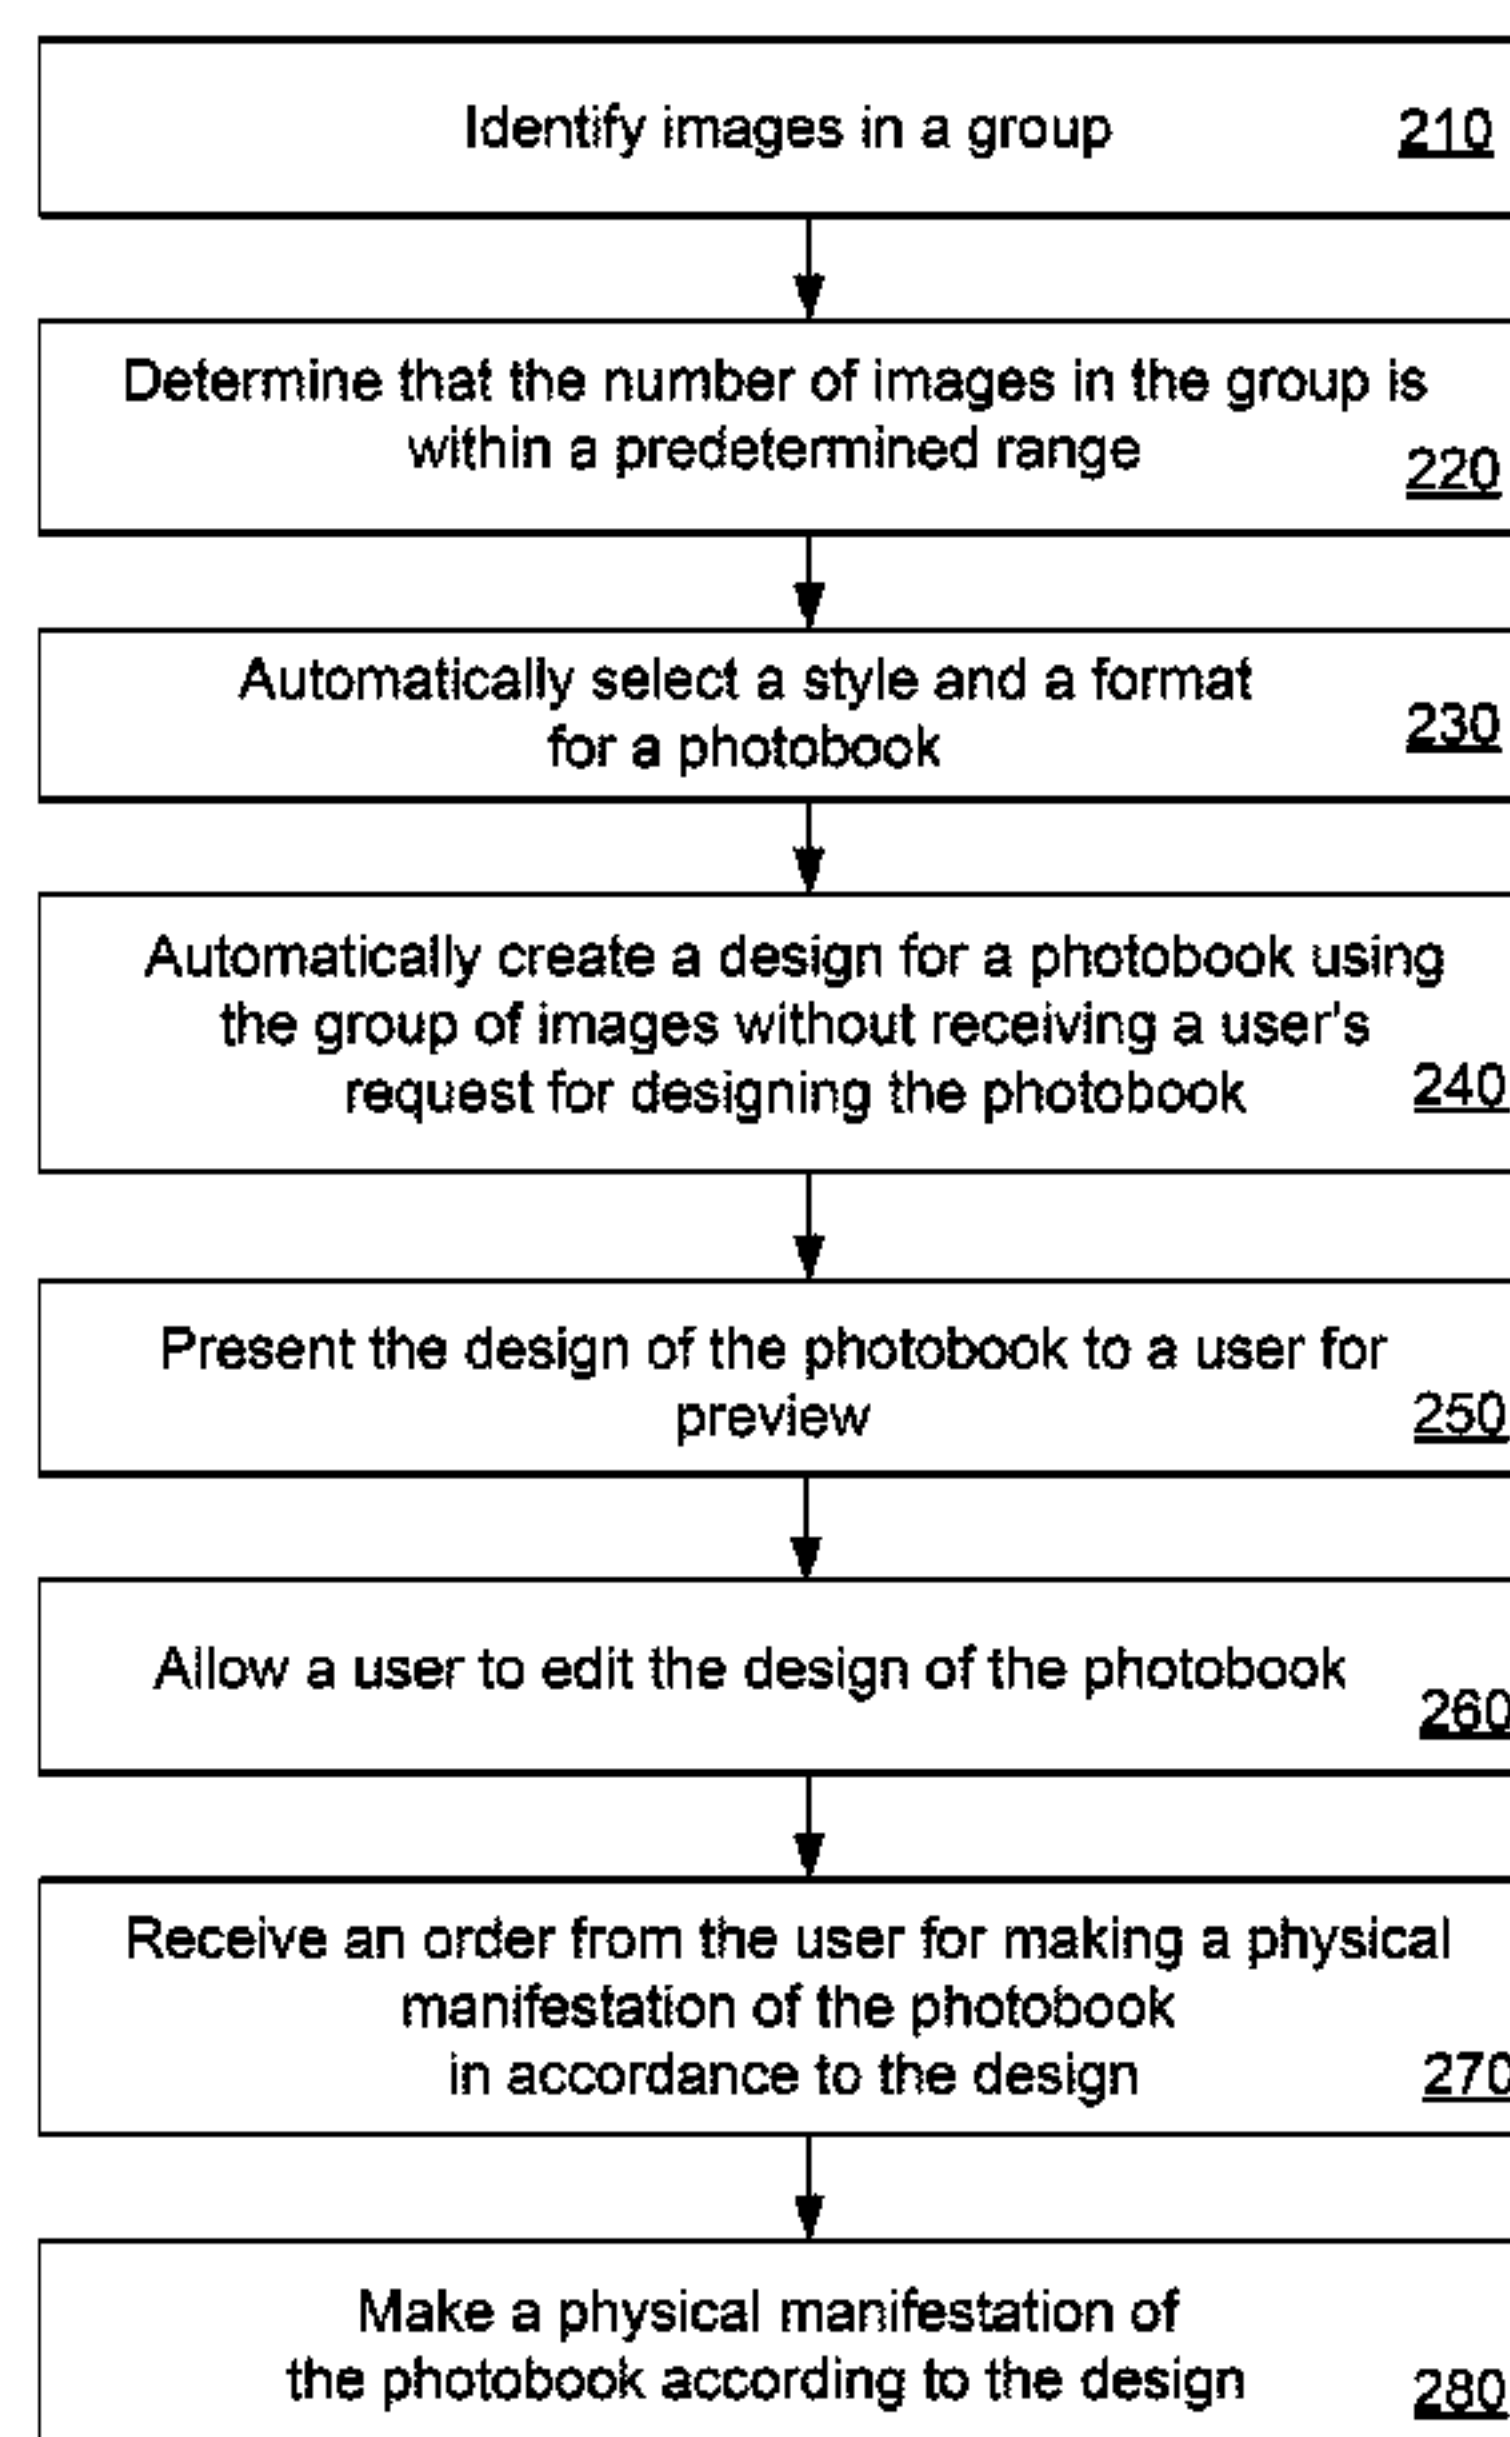 Identify images in a group 210
Determine that the number of images in the group is
within a predetermined range
220
Automatically select a style and a format
for a photobook
230
Automatically create a design for a photobook using
the group of images without receiving a user's
request for designing the photobook
240
Present the design of the photobook to a user for
preview
250
Allow a user to edit the design of the photobook
260
Receive an order from the user for making a physical
manifestation of the photobook
in accordance to the design
270
Make a physical manifestation of
the photobook according to the design
280